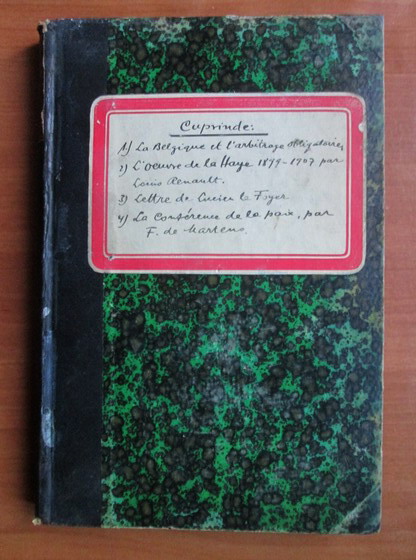 Cuprinde:
1) La Belgique et l'arbitrage obligatoire,
2) L'Oeuvre de la Haye 1899-1907 par
Louis Renault.
3) Lettre de Lucien le Foyer
4) La Conférence de la paix, par
F. de Martens.